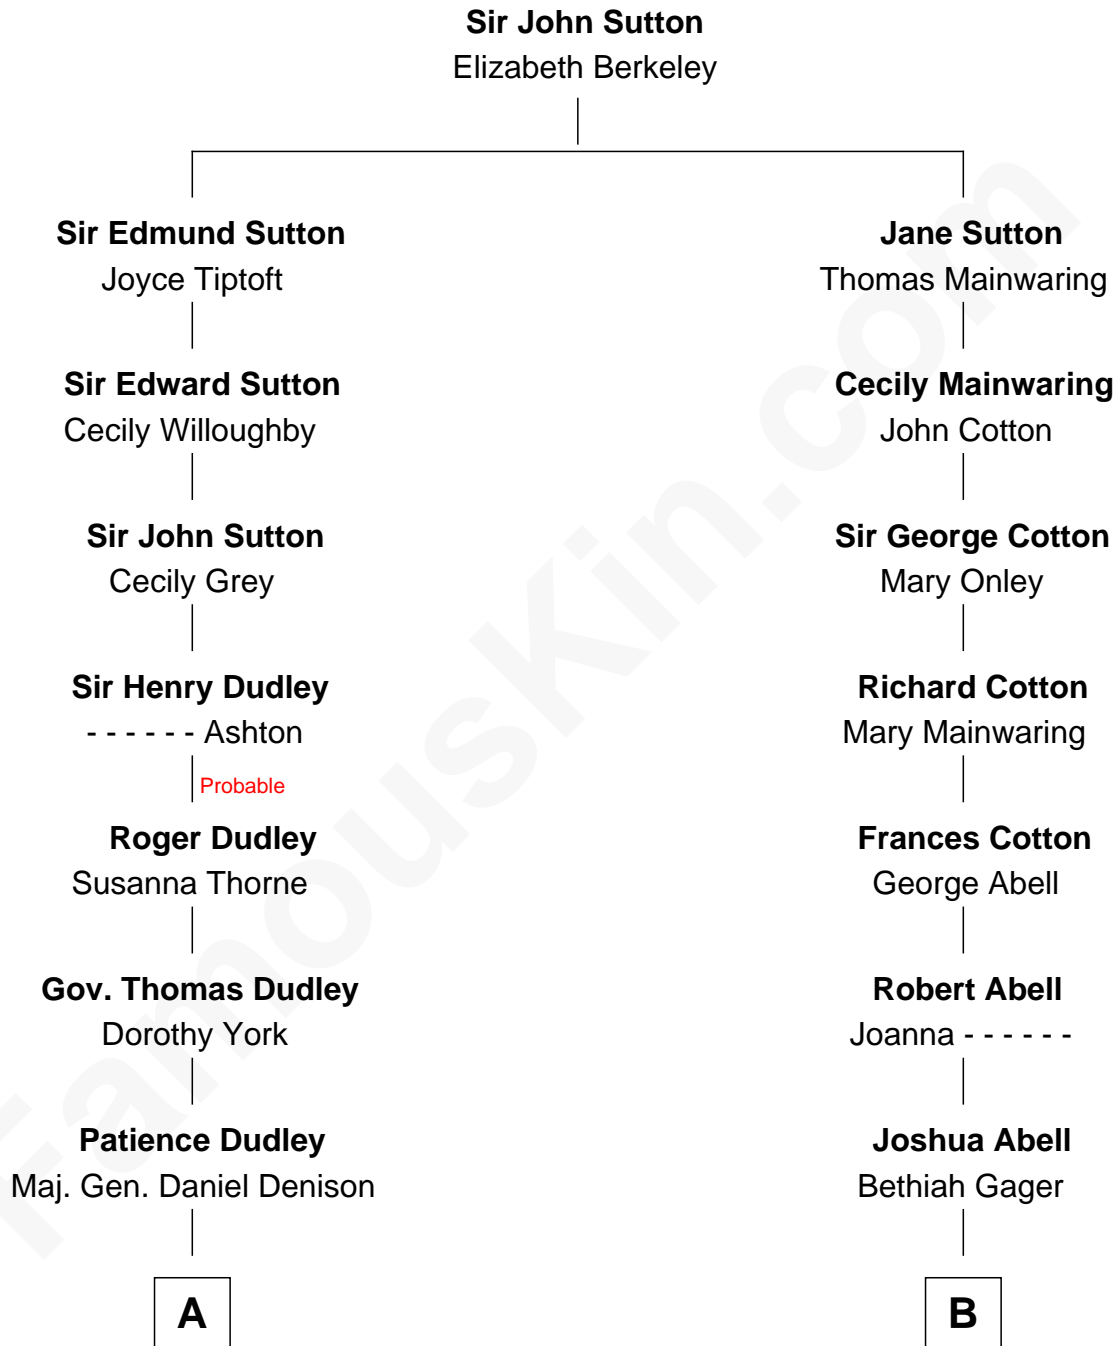 Sir John Sutton
Elizabeth Berkeley
Sir Edmund Sutton
Joyce Tiptoft
Sir Edward Sutton
Cecily Willoughby
Sir John Sutton
Cecily Grey
Sir Henry Dudley
- - - - - - Ashton
Probable
Roger Dudley
Susanna Thorne
Gov. Thomas Dudley
Dorothy York
Patience Dudley
Maj. Gen. Daniel Denison
A
Jane Sutton
Thomas Mainwaring
Cecily Mainwaring
John Cotton
Sir George Cotton
Mary Onley
Richard Cotton
Mary Mainwaring
Frances Cotton
George Abell
Robert Abell
Joanna - - - - - -
Joshua Abell
Bethiah Gager
B
FamousKin.com